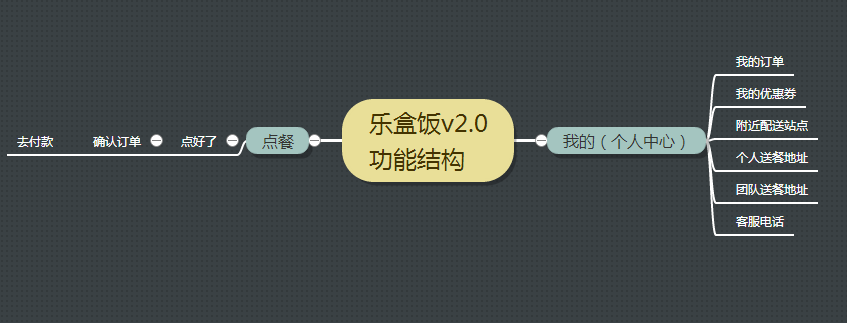 去付款
确认订单
点好了
点餐
乐盒饭v2.0
功能结构
我的（个人中心）
我的订单
我的优惠券
附近配送站点
个人送餐地址
团队送餐地址
客服电话